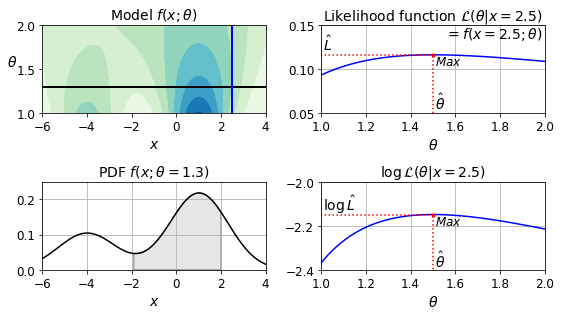 Model f(x; θ)
2.0
θ
1.5
1.0
−6 −4 −2 0 2 4
x
Likelihood function ℒ(θ|x = 2.5)
= f(x = 2.5; θ)
0.15
L̂
Max
0.10
θ̂
0.05
1.0 1.2 1.4 1.6 1.8 2.0
θ
PDF f(x; θ = 1.3)
0.2
0.1
0.0
−6 −4 −2 0 2 4
x
log ℒ(θ|x = 2.5)
−2.0
log L̂
Max
−2.2
θ̂
−2.4
1.0 1.2 1.4 1.6 1.8 2.0
θ